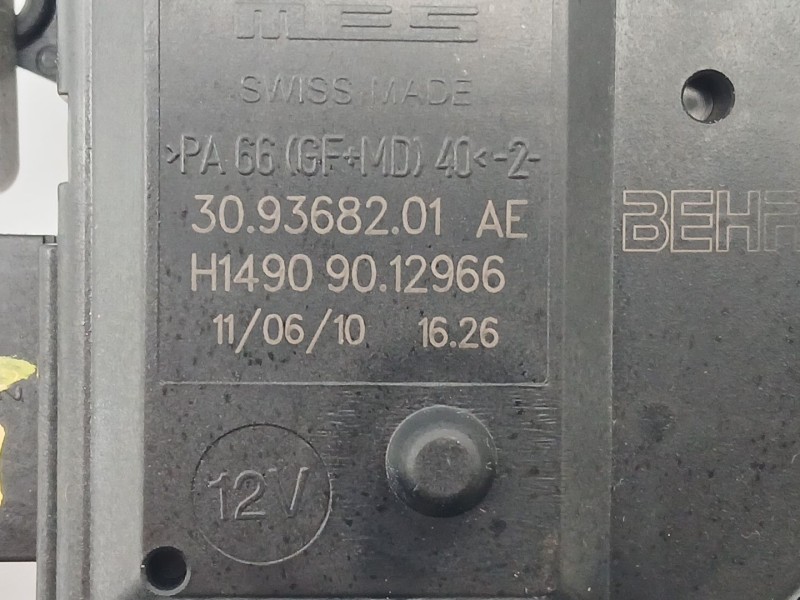 MES
SWISS MADE
>PA 66 (GF+MD) 40<-2-
30.93682.01 AE
BEHR
H1490 90.12966
11/06/10 16.26
12V